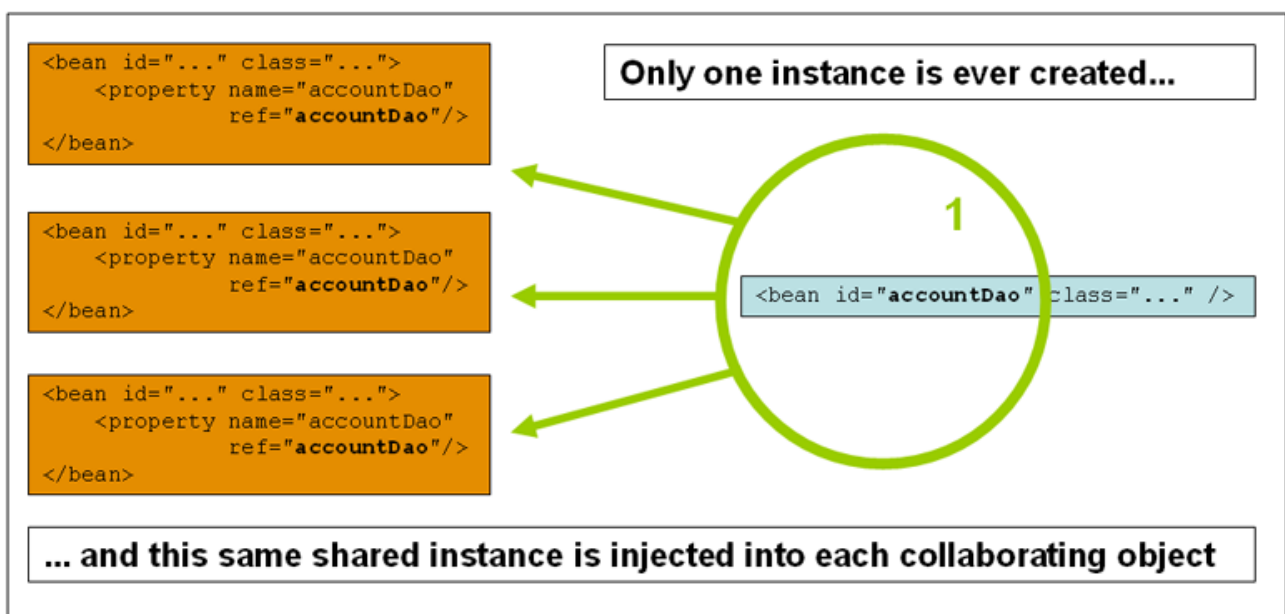 <bean id="..." class="...">
    <property name="accountDao"
              ref="accountDao"/>
</bean>
Only one instance is ever created...
<bean id="..." class="...">
    <property name="accountDao"
              ref="accountDao"/>
</bean>
1
<bean id="accountDao" class="..." />
<bean id="..." class="...">
    <property name="accountDao"
              ref="accountDao"/>
</bean>
... and this same shared instance is injected into each collaborating object